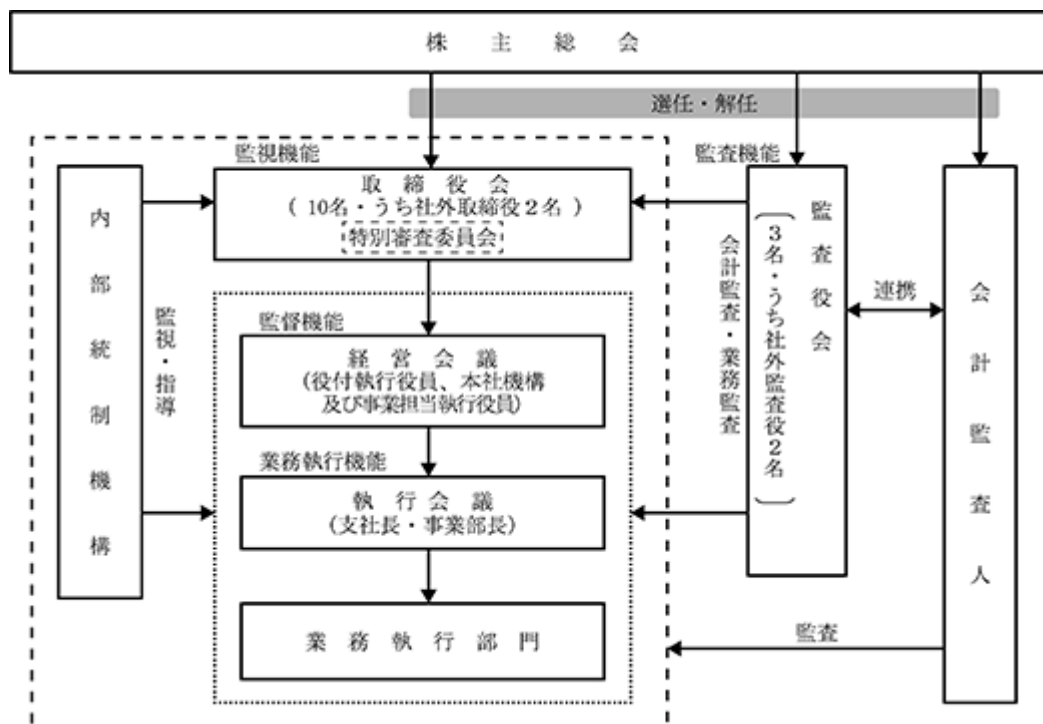 株主総会
選任・解任
監視機能
取締役会
（10名・うち社外取締役２名）
特別審査委員会
監督機能
経営会議
(役付執行役員、本社機構
及び事業担当執行役員)
業務執行機能
執行会議
(支社長・事業部長)
業務執行部門
内部統制機構
監視・指導
監査機能
監査役会
（３名・うち社外監査役２名）
会計監査・業務監査
連携
会計監査人
監査